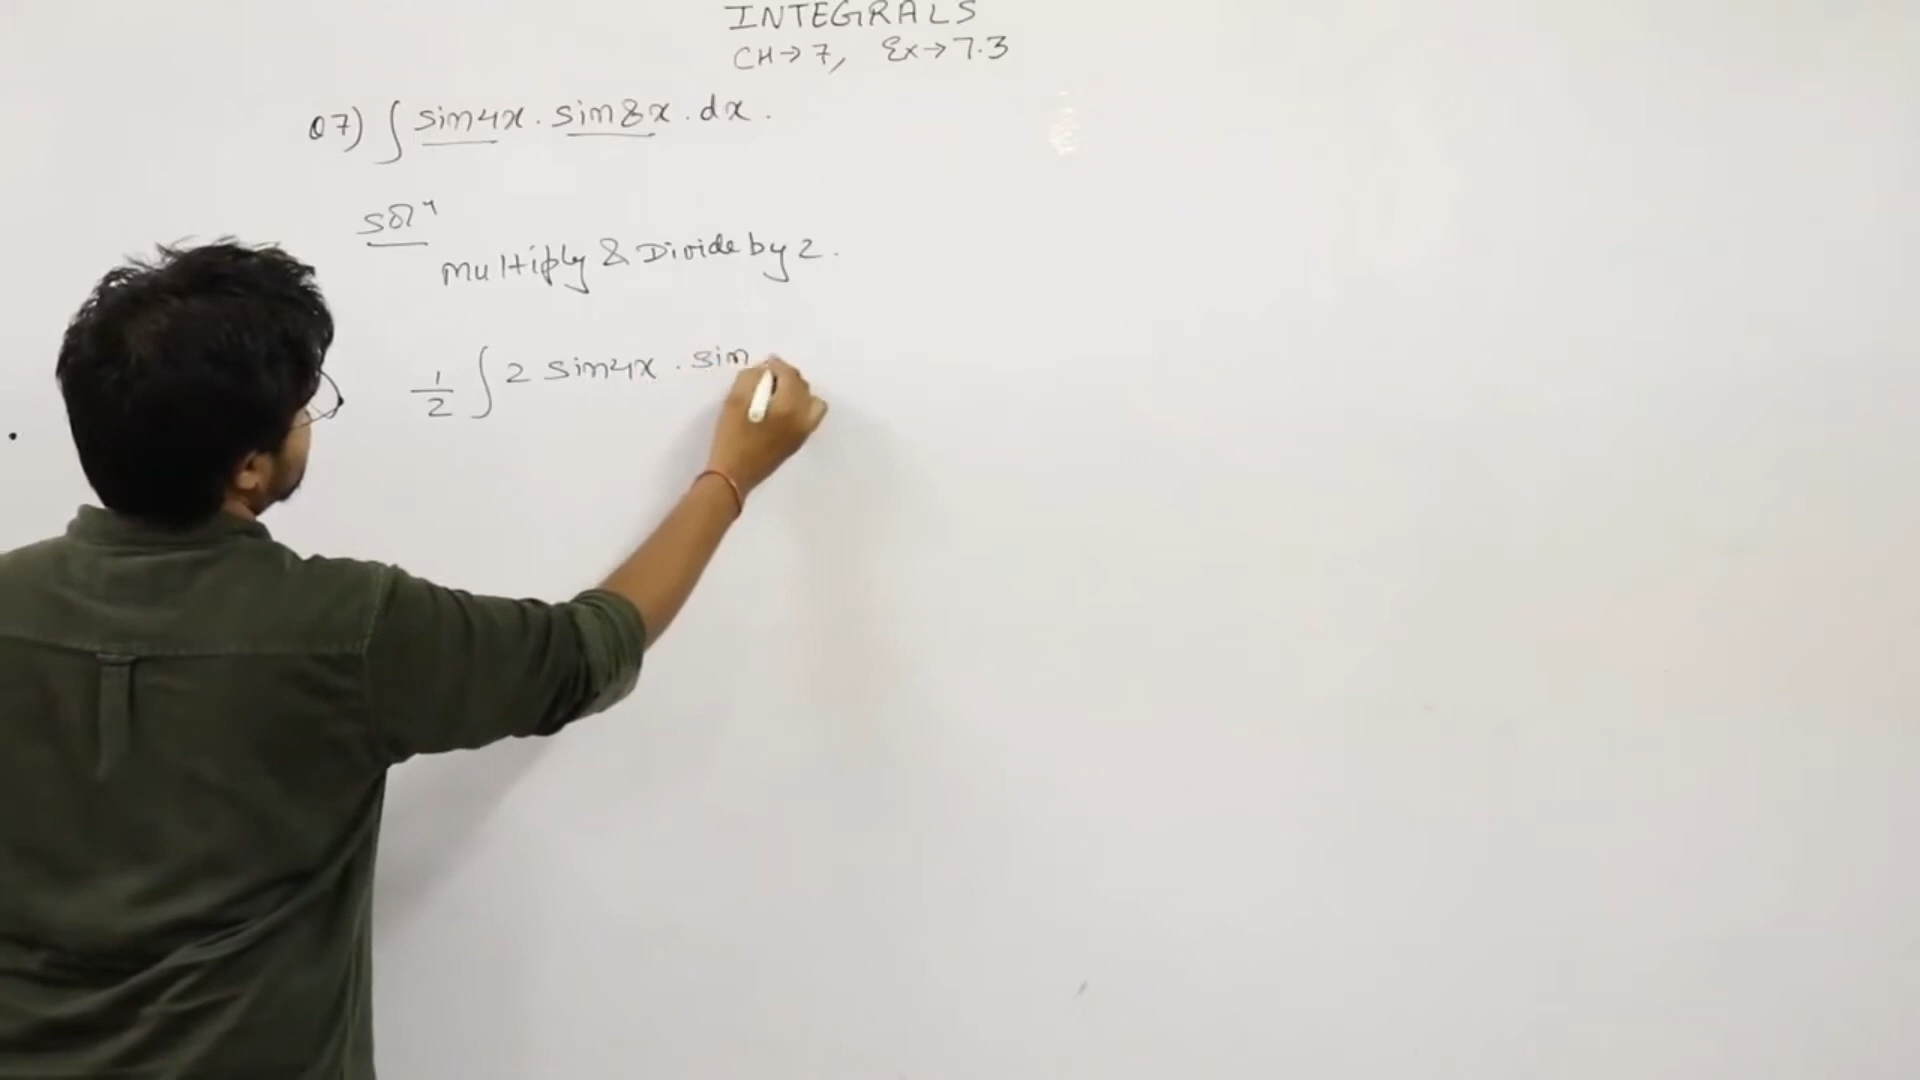 INTEGRALS
CH→7, Ex→7.3
Q7) ∫ sin4x . sin8x . dx .
Solⁿ
Multiply & Divide by 2 .
1/2 ∫ 2 sin4x . sin